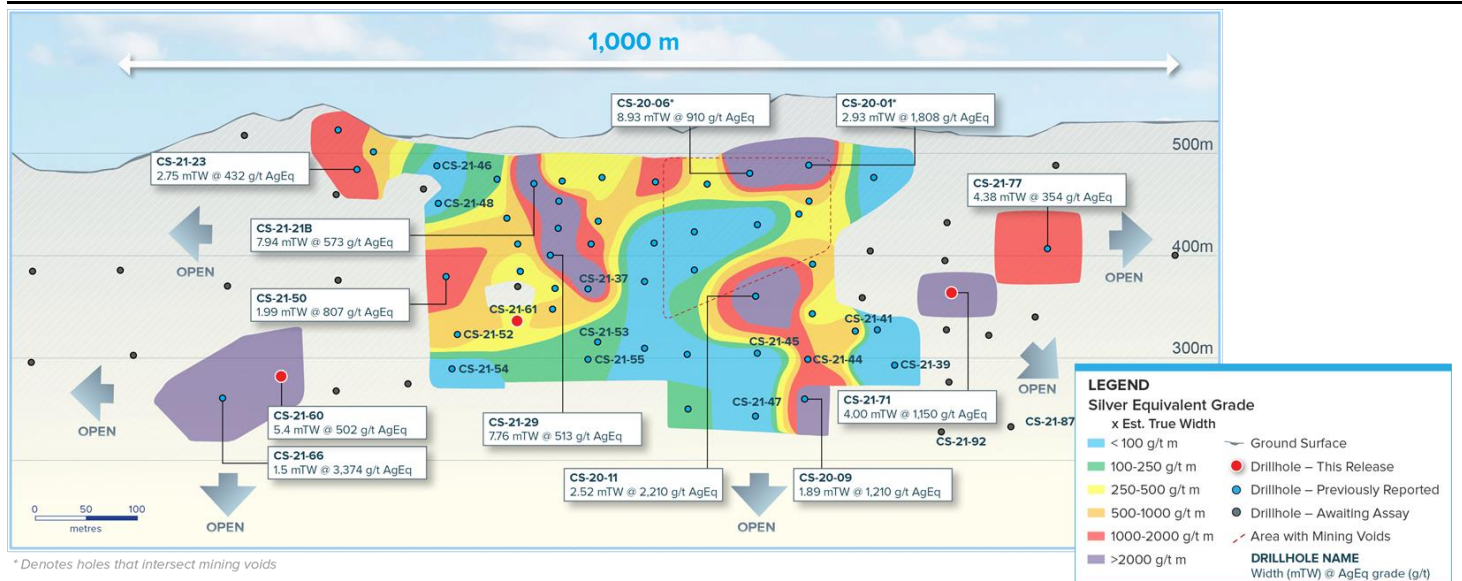 1,000 m
CS-20-06*
8.93 mTW @ 910 g/t AgEq
CS-20-01*
2.93 mTW @ 1,808 g/t AgEq
500m
CS-21-23
2.75 mTW @ 432 g/t AgEq
CS-21-46
CS-21-77
4.38 mTW @ 354 g/t AgEq
CS-21-48
CS-21-21B
7.94 mTW @ 573 g/t AgEq
400m
OPEN
OPEN
CS-21-37
CS-21-50
1.99 mTW @ 807 g/t AgEq
CS-21-61
CS-21-41
CS-21-52
CS-21-53
CS-21-45
300m
CS-21-55
CS-21-44
CS-21-39
CS-21-54
OPEN
CS-21-60
5.4 mTW @ 502 g/t AgEq
CS-21-29
7.76 mTW @ 513 g/t AgEq
CS-21-47
CS-21-71
4.00 mTW @ 1,150 g/t AgEq
CS-21-87
OPEN
CS-21-92
CS-21-66
1.5 mTW @ 3,374 g/t AgEq
CS-20-11
2.52 mTW @ 2,210 g/t AgEq
CS-20-09
1.89 mTW @ 1,210 g/t AgEq
OPEN
OPEN
0 50 100
metres
LEGEND
Silver Equivalent Grade
x Est. True Width
< 100 g/t m
100-250 g/t m
250-500 g/t m
500-1000 g/t m
1000-2000 g/t m
>2000 g/t m
Ground Surface
Drillhole – This Release
Drillhole – Previously Reported
Drillhole – Awaiting Assay
Area with Mining Voids
DRILLHOLE NAME
Width (mTW) @ AgEq grade (g/t)
* Denotes holes that intersect mining voids